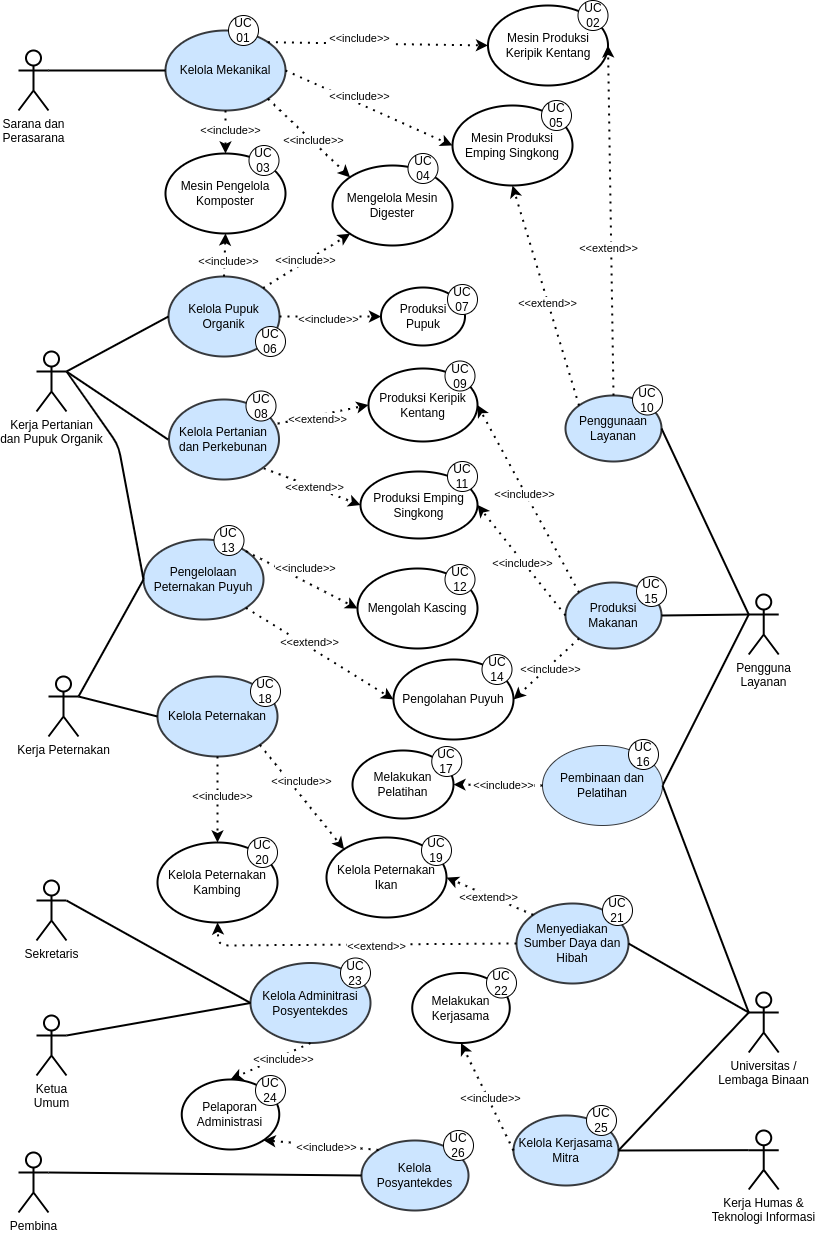 UC
01
Kelola Mekanikal
<<include>>
UC
02
Mesin Produksi
Keripik Kentang
Sarana dan
Perasarana
<<include>>
<<include>>
<<include>>
UC
05
Mesin Produksi
Emping Singkong
UC
03
Mesin Pengelola
Komposter
UC
04
Mengelola Mesin
Digester
<<include>>
<<include>>
<<extend>>
<<extend>>
Kelola Pupuk
Organik
UC
06
<<include>>
UC
07
Produksi
Pupuk
Kerja Pertanian
dan Pupuk Organik
UC
08
Kelola Pertanian
dan Perkebunan
<<extend>>
<<extend>>
UC
09
Produksi Keripik
Kentang
UC
10
Penggunaan
Layanan
UC
11
Produksi Emping
Singkong
<<include>>
<<include>>
<<include>>
UC
13
Pengelolaan
Peternakan Puyuh
<<include>>
<<extend>>
UC
12
Mengolah Kascing
UC
15
Produksi
Makanan
Pengguna
Layanan
UC
14
Pengolahan Puyuh
Kerja Peternakan
UC
18
Kelola Peternakan
<<include>>
<<include>>
UC
17
Melakukan
Pelatihan
<<include>>
UC
16
Pembinaan dan
Pelatihan
UC
20
Kelola Peternakan
Kambing
UC
19
Kelola Peternakan
Ikan
<<extend>>
<<extend>>
UC
21
Menyediakan
Sumber Daya dan
Hibah
Sekretaris
UC
23
Kelola Adminitrasi
Posyentekdes
UC
22
Melakukan
Kerjasama
Universitas /
Lembaga Binaan
Ketua
Umum
<<include>>
UC
24
Pelaporan
Administrasi
<<include>>
UC
25
Kelola Kerjasama
Mitra
<<include>>
UC
26
Kelola
Posyantekdes
Pembina
Kerja Humas &
Teknologi Informasi